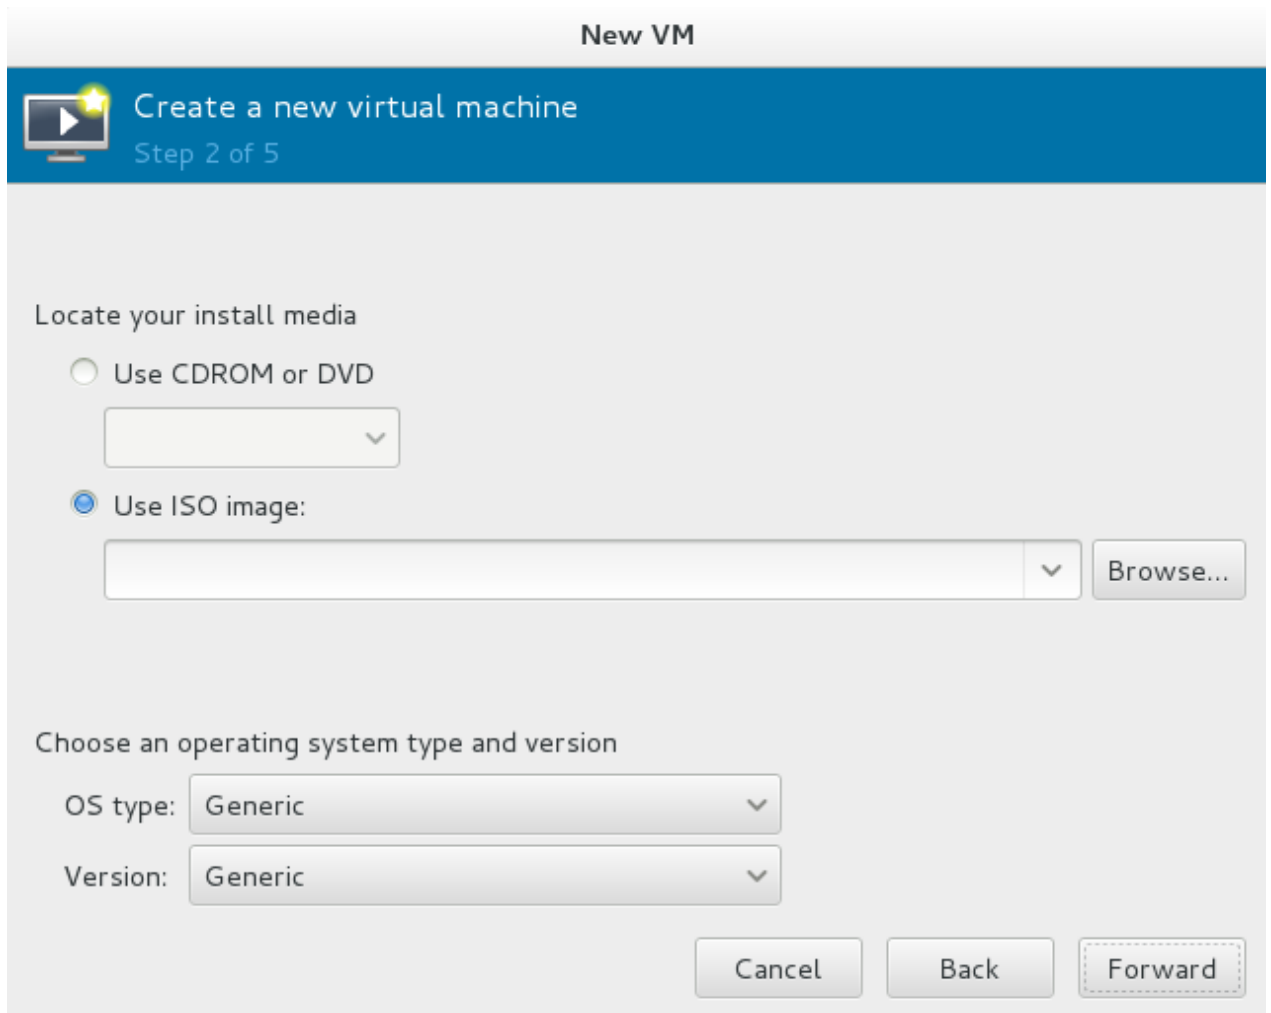 New VM
Create a new virtual machine
Step 2 of 5
Locate your install media
Use CDROM or DVD
Use ISO image:
Browse...
Choose an operating system type and version
OS type: Generic
Version: Generic
Cancel Back Forward